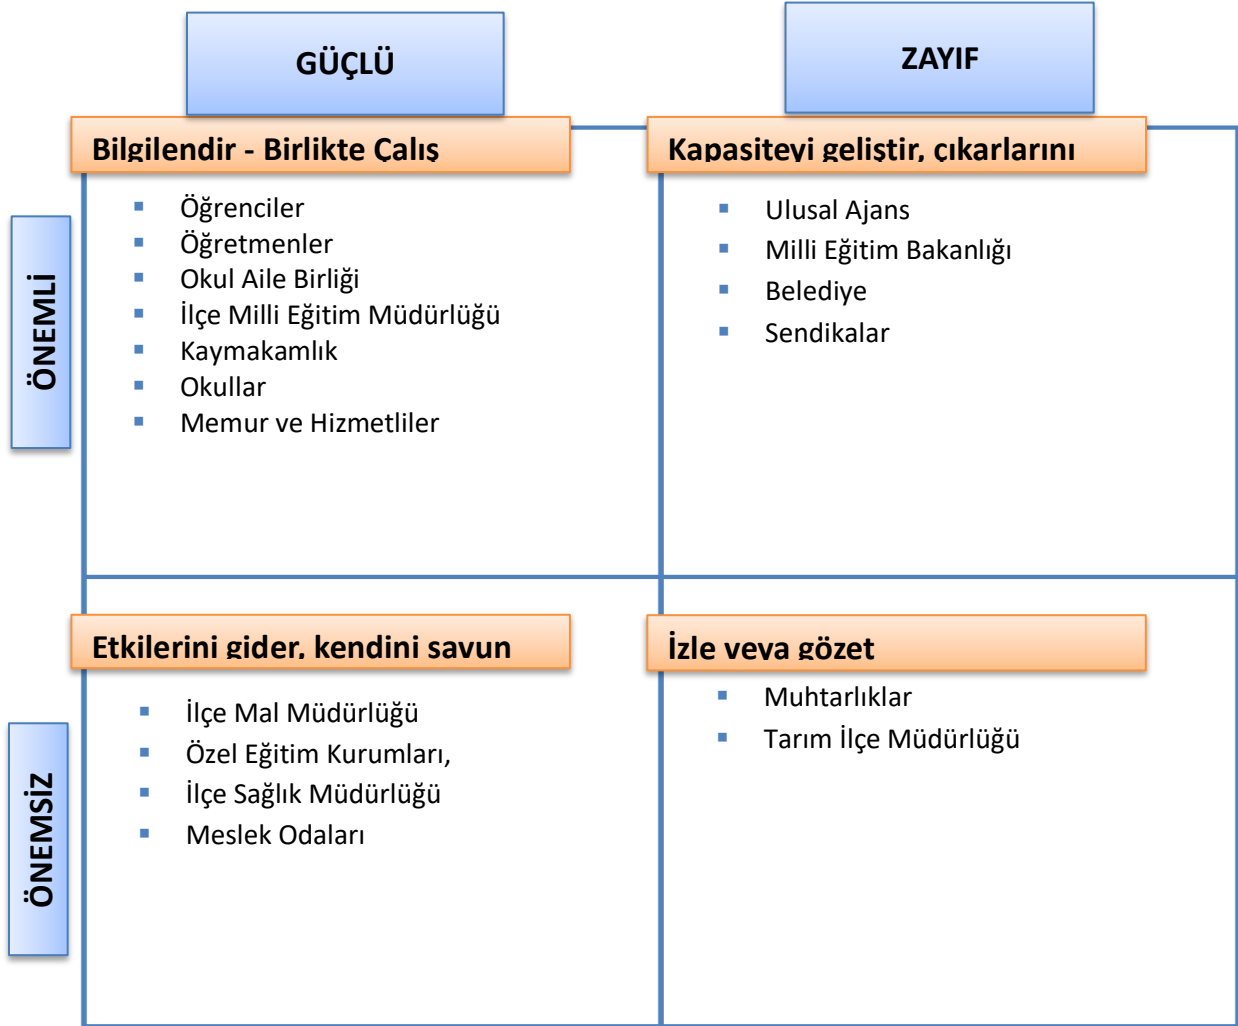 GÜÇLÜ
ZAYIF
ÖNEMLİ
Bilgilendir - Birlikte Çalış
Öğrenciler
Öğretmenler
Okul Aile Birliği
İlçe Milli Eğitim Müdürlüğü
Kaymakamlık
Okullar
Memur ve Hizmetliler
Kapasiteyi geliştir, çıkarlarını
Ulusal Ajans
Milli Eğitim Bakanlığı
Belediye
Sendikalar
ÖNEMSİZ
Etkilerini gider, kendini savun
İlçe Mal Müdürlüğü
Özel Eğitim Kurumları,
İlçe Sağlık Müdürlüğü
Meslek Odaları
İzle veya gözet
Muhtarlıklar
Tarım İlçe Müdürlüğü